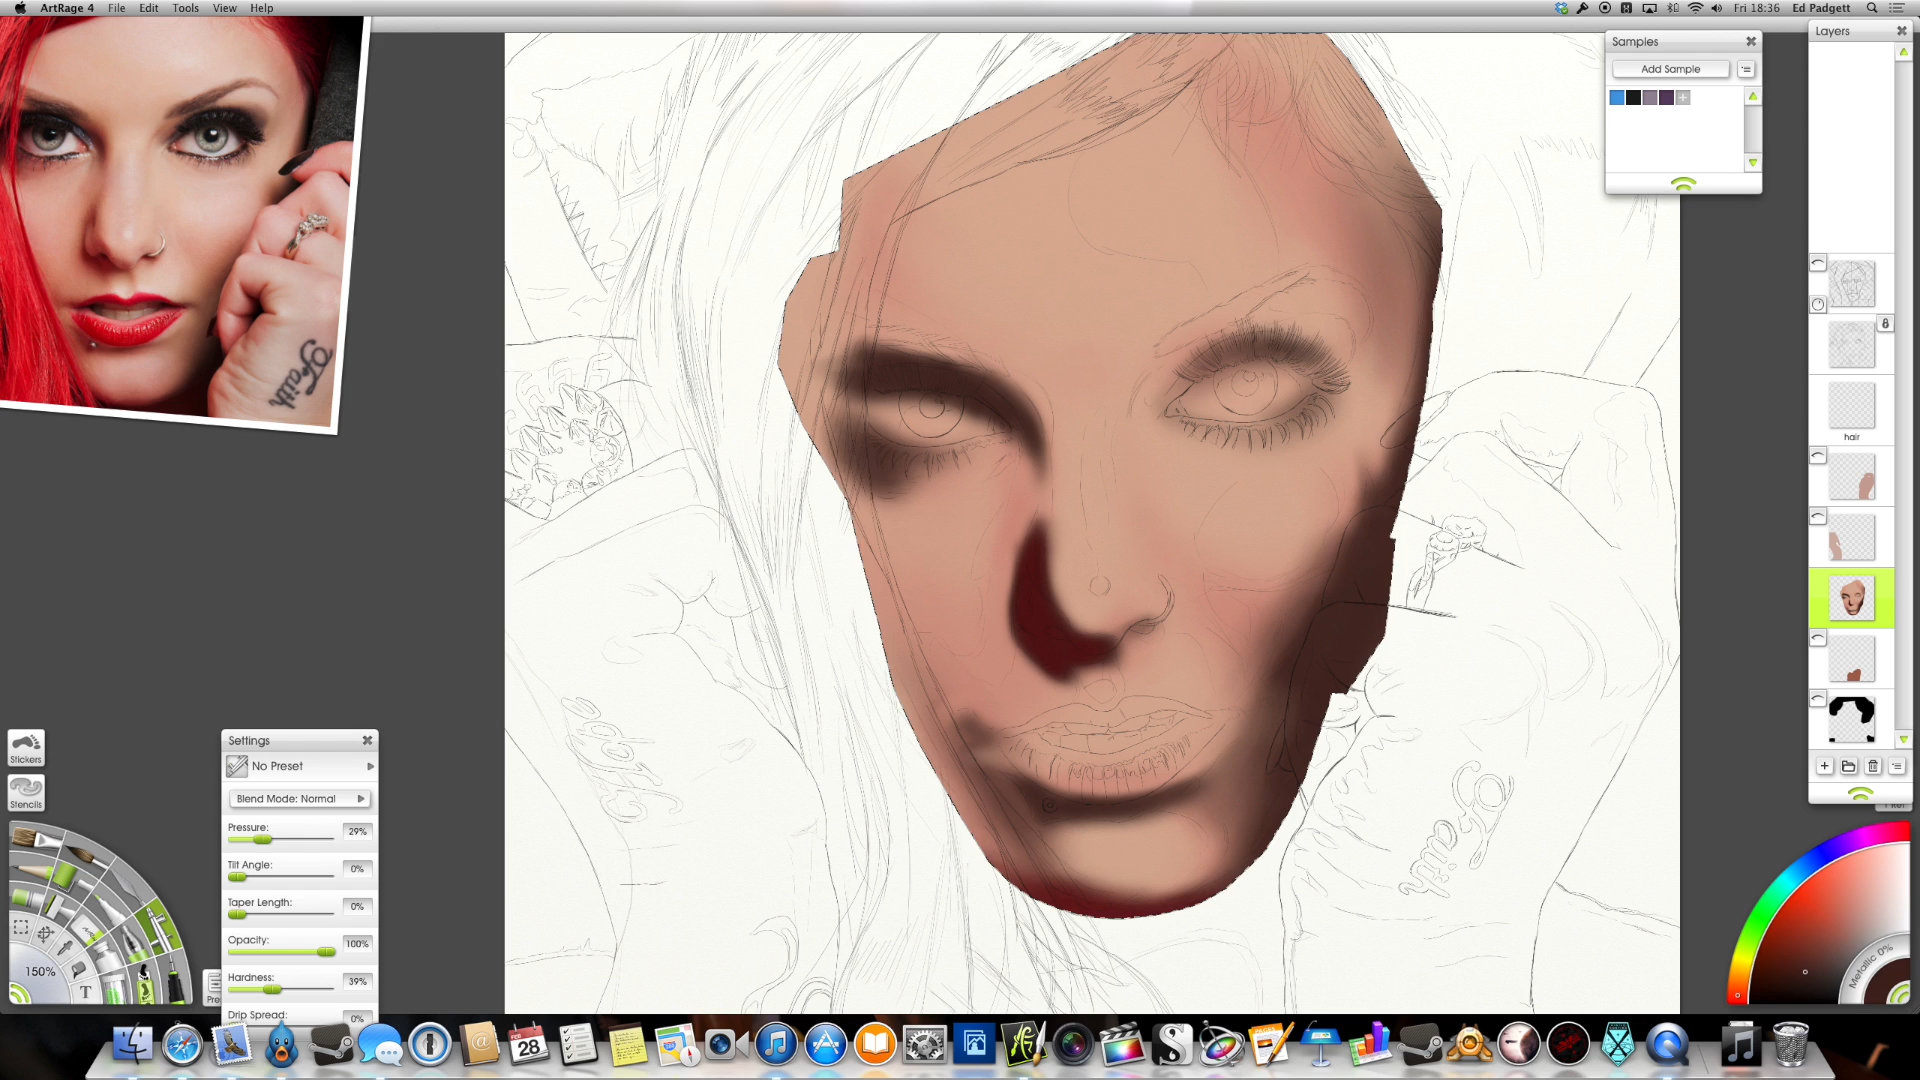 ArtRage 4 File Edit Tools View Help
Fri 18:36 Ed Padgett
Samples
Add Sample
Layers
Faith
hair
Stickers
Stencils
Settings
No Preset
Blend Mode: Normal
Pressure: 29%
Tilt Angle: 0%
Taper Length: 0%
Opacity: 100%
Hardness: 39%
Drip Spread: 0%
150%
T
Pre
Faith
Metallic 0%
28